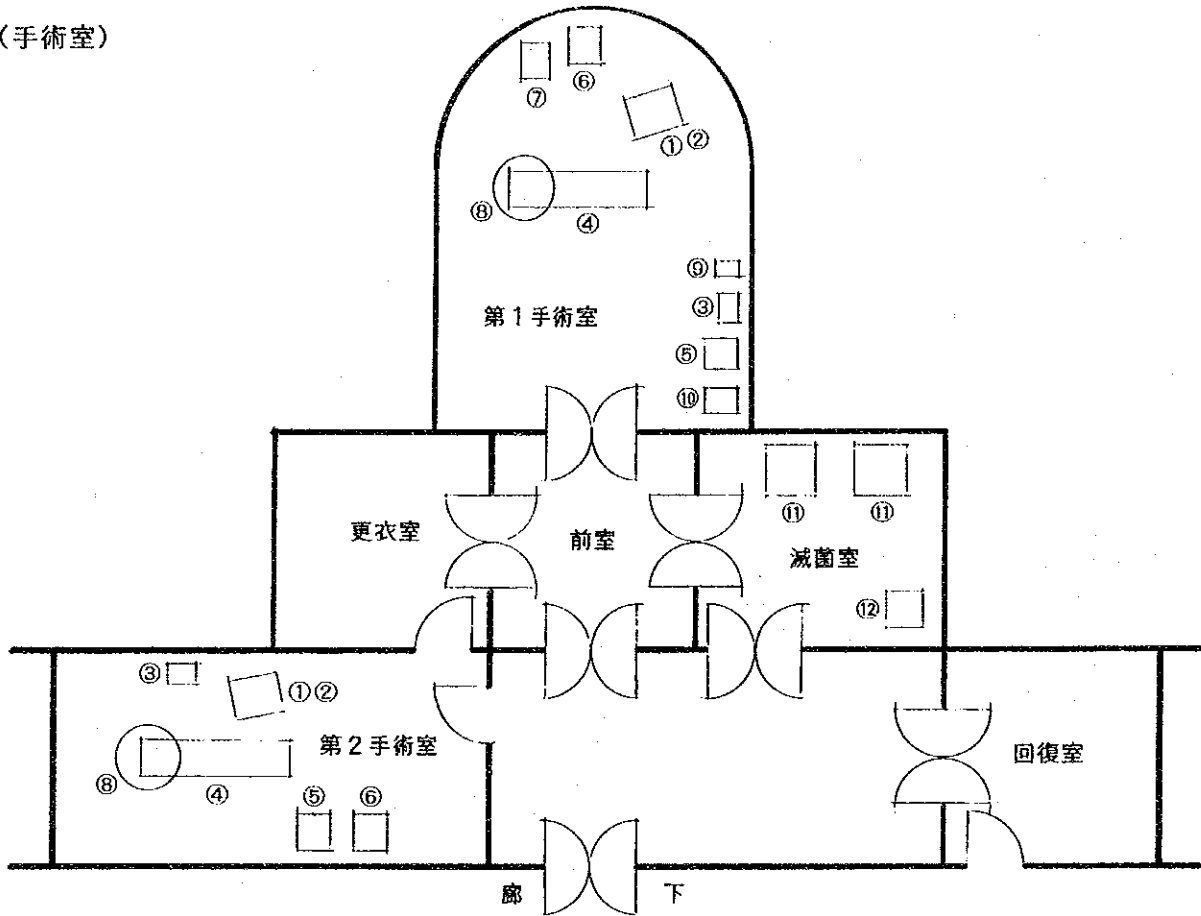 (手術室)
⑦
⑥
① ②
⑧
④
⑨
③
⑤
⑩
第1手術室
更衣室
前室
⑪
⑪
滅菌室
⑫
③
①②
第2手術室
⑧
④
⑤
⑥
回復室
廊下